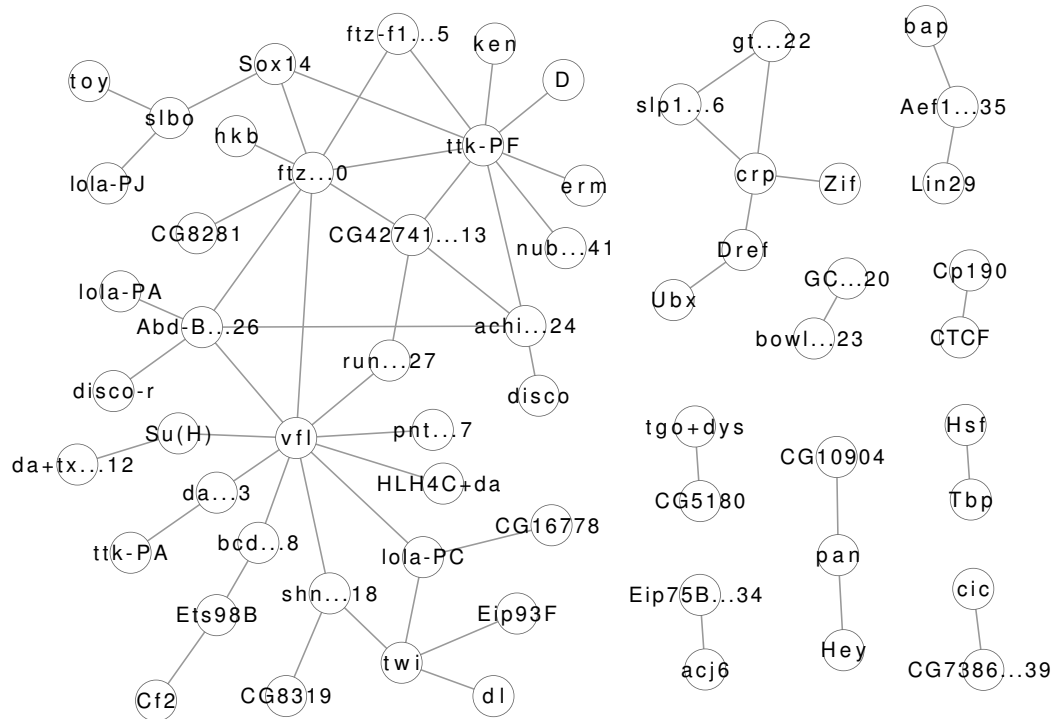 ftz-f1...5
ken
Sox14
D
toy
slbo
hkb
ttk-PF
ftz...0
lola-PJ
erm
CG8281
CG42741...13
nub...41
lola-PA
Abd-B...26
achi...24
run...27
disco-r
disco
Su(H)
vfl
pnt...7
da+tx...12
da...3
HLH4C+da
CG16778
ttk-PA
bcd...8
lola-PC
shn...18
Ets98B
Eip93F
twi
Cf2
CG8319
dl
gt...22
slp1...6
crp
Zif
Dref
Ubx
bap
Aef1...35
Lin29
GC...20
bowl...23
Cp190
CTCF
tgo+dys
CG5180
CG10904
pan
Hey
Hsf
Tbp
Eip75B...34
acj6
cic
CG7386...39